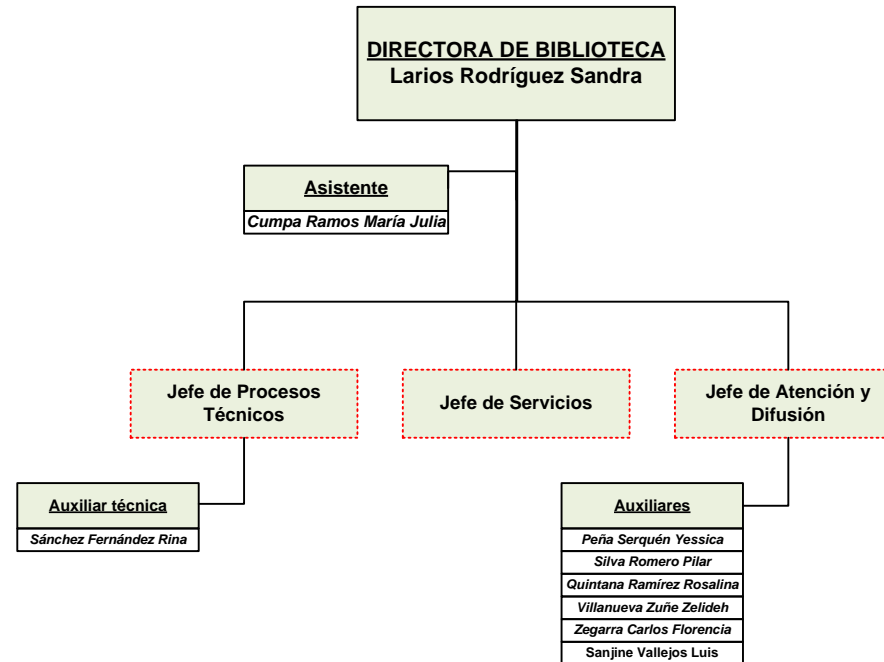 DIRECTORA DE BIBLIOTECA
Larios Rodríguez Sandra
Asistente
Cumpa Ramos María Julia
Jefe de Procesos
Técnicos
Jefe de Servicios
Jefe de Atención y
Difusión
Auxiliar técnica
Sánchez Fernández Rina
Auxiliares
Peña Serquén Yessica
Silva Romero Pilar
Quintana Ramírez Rosalina
Villanueva Zuñe Zelideh
Zegarra Carlos Florencia
Sanjine Vallejos Luis